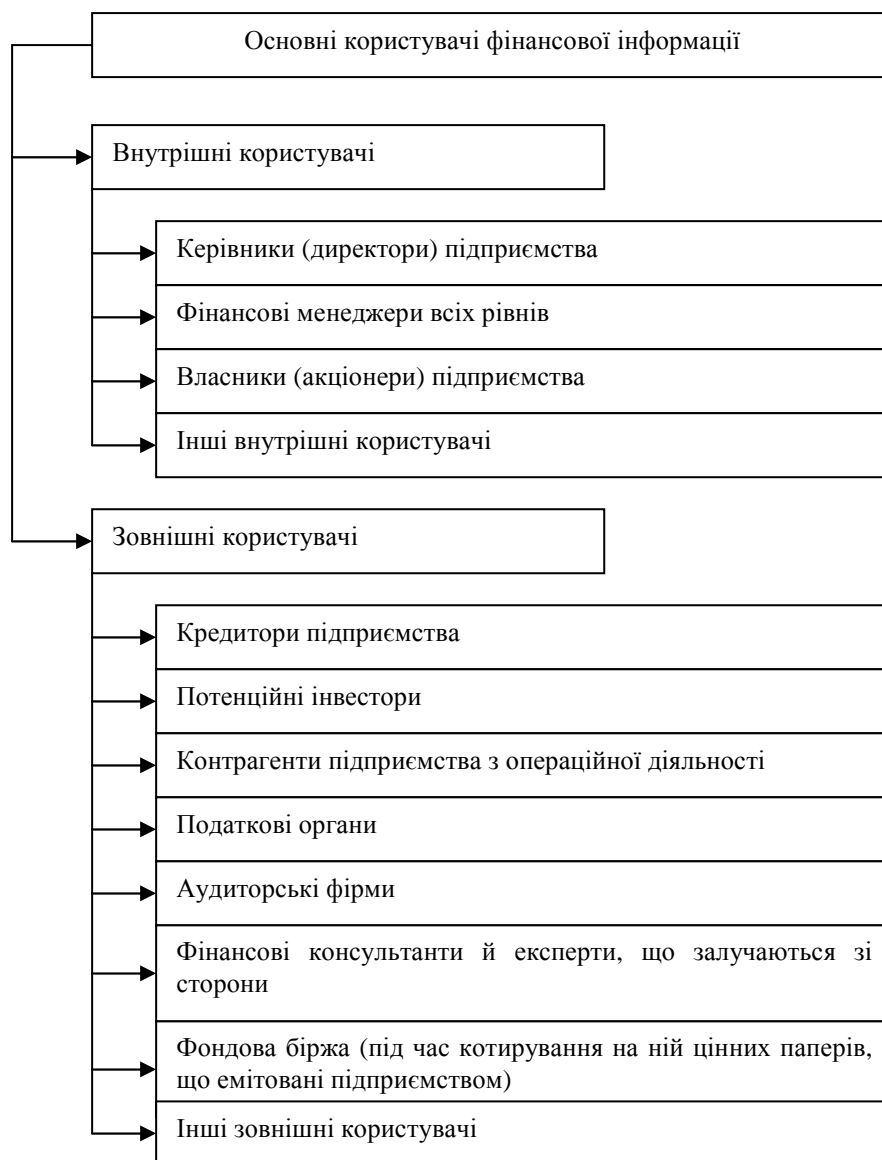 Основні користувачі фінансової інформації
Внутрішні користувачі
Керівники (директори) підприємства
Фінансові менеджери всіх рівнів
Власники (акціонери) підприємства
Інші внутрішні користувачі
Зовнішні користувачі
Кредитори підприємства
Потенційні інвестори
Контрагенти підприємства з операційної діяльності
Податкові органи
Аудиторські фірми
Фінансові консультанти й експерти, що залучаються зі
сторони
Фондова біржа (під час котирування на ній цінних паперів,
що емітовані підприємством)
Інші зовнішні користувачі